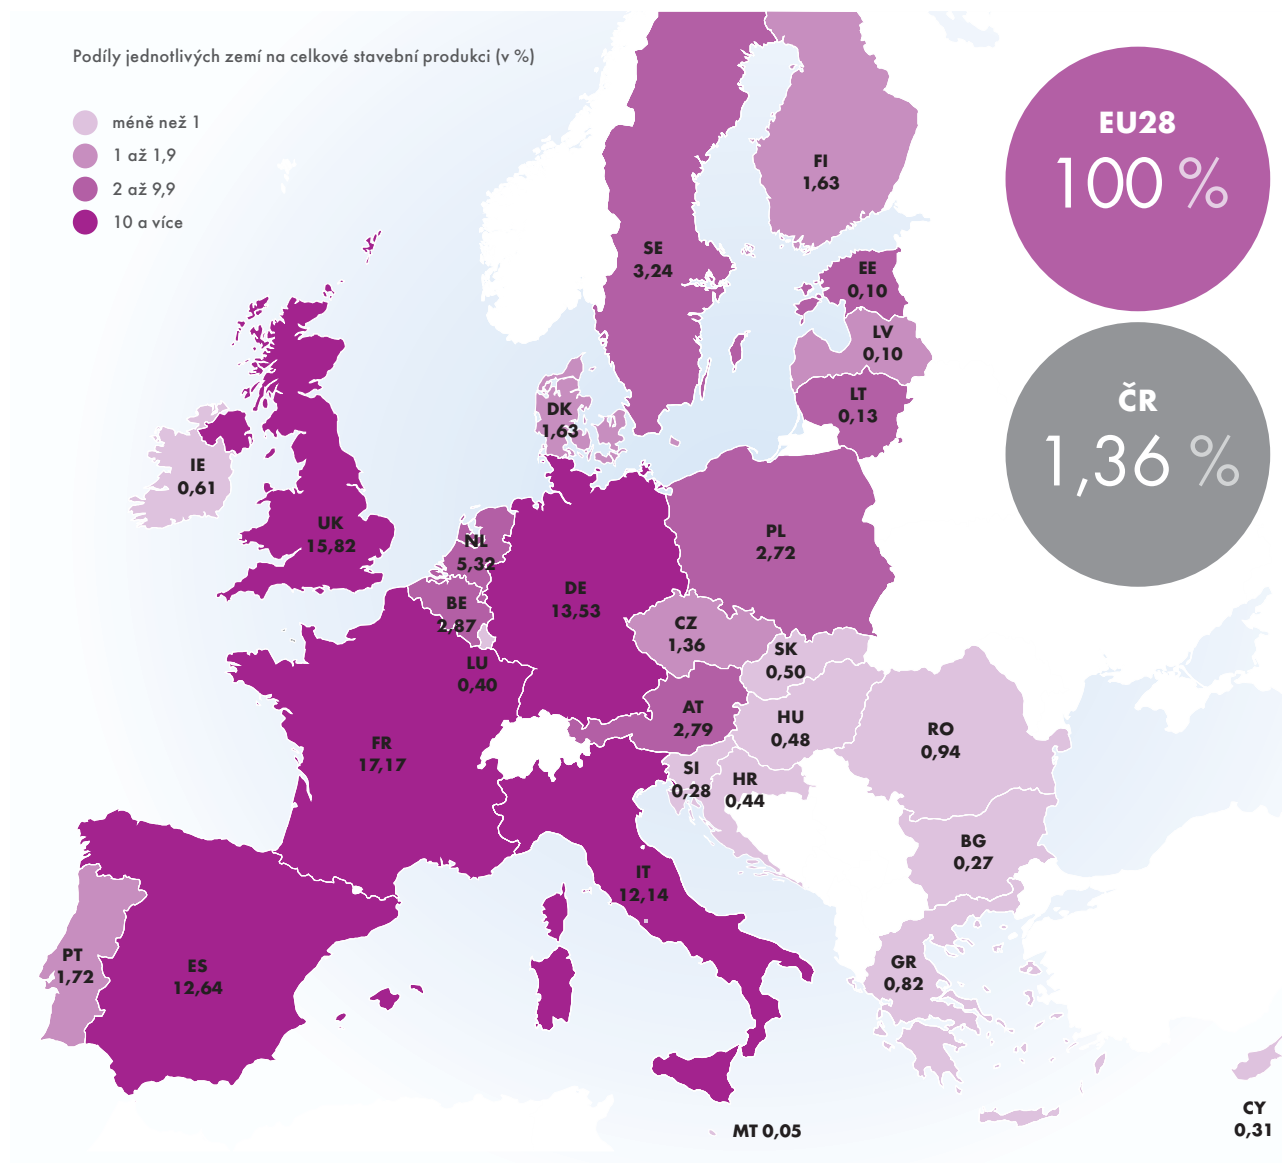 Podíly jednotlivých zemí na celkové stavební produkci (v %)
méně než 1
1 až 1,9
2 až 9,9
10 a více
EU28
100 %
ČR
1,36 %
FI
1,63
SE
3,24
EE
0,10
LV
0,10
LT
0,13
DK
1,63
IE
0,61
UK
15,82
NL
5,32
PL
2,72
BE
2,87
DE
13,53
CZ
1,36
SK
0,50
LU
0,40
AT
2,79
HU
0,48
RO
0,94
FR
17,17
SI
0,28
HR
0,44
BG
0,27
IT
12,14
PT
1,72
ES
12,64
GR
0,82
MT 0,05
CY
0,31